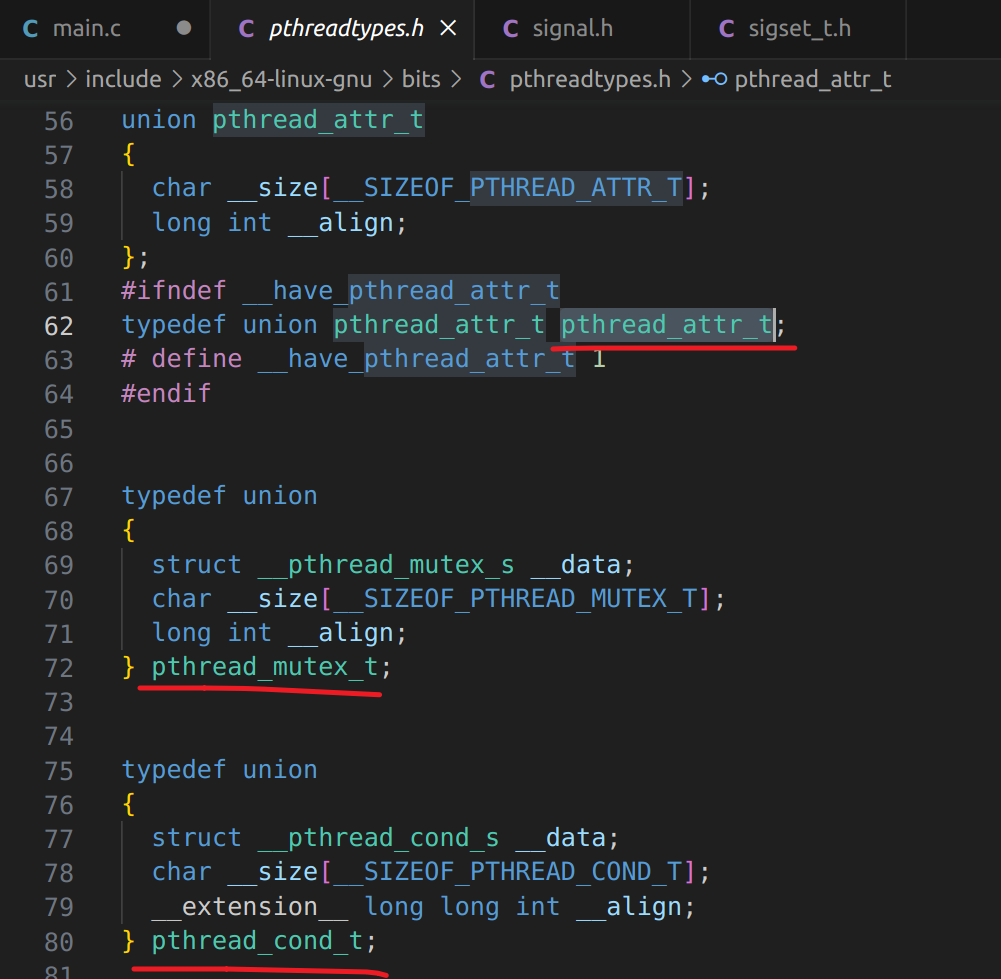 main.c
pthreadtypes.h
signal.h
sigset_t.h
usr > include > x86_64-linux-gnu > bits > C pthreadtypes.h > pthread_attr_t
56 union pthread_attr_t
57 {
58 char __size[__SIZEOF_PTHREAD_ATTR_T];
59 long int __align;
60 };
61 #ifndef __have_pthread_attr_t
62 typedef union pthread_attr_t pthread_attr_t;
63 # define __have_pthread_attr_t 1
64 #endif
65
66
67 typedef union
68 {
69 struct __pthread_mutex_s __data;
70 char __size[__SIZEOF_PTHREAD_MUTEX_T];
71 long int __align;
72 } pthread_mutex_t;
73
74
75 typedef union
76 {
77 struct __pthread_cond_s __data;
78 char __size[__SIZEOF_PTHREAD_COND_T];
79 __extension__ long long int __align;
80 } pthread_cond_t;
81